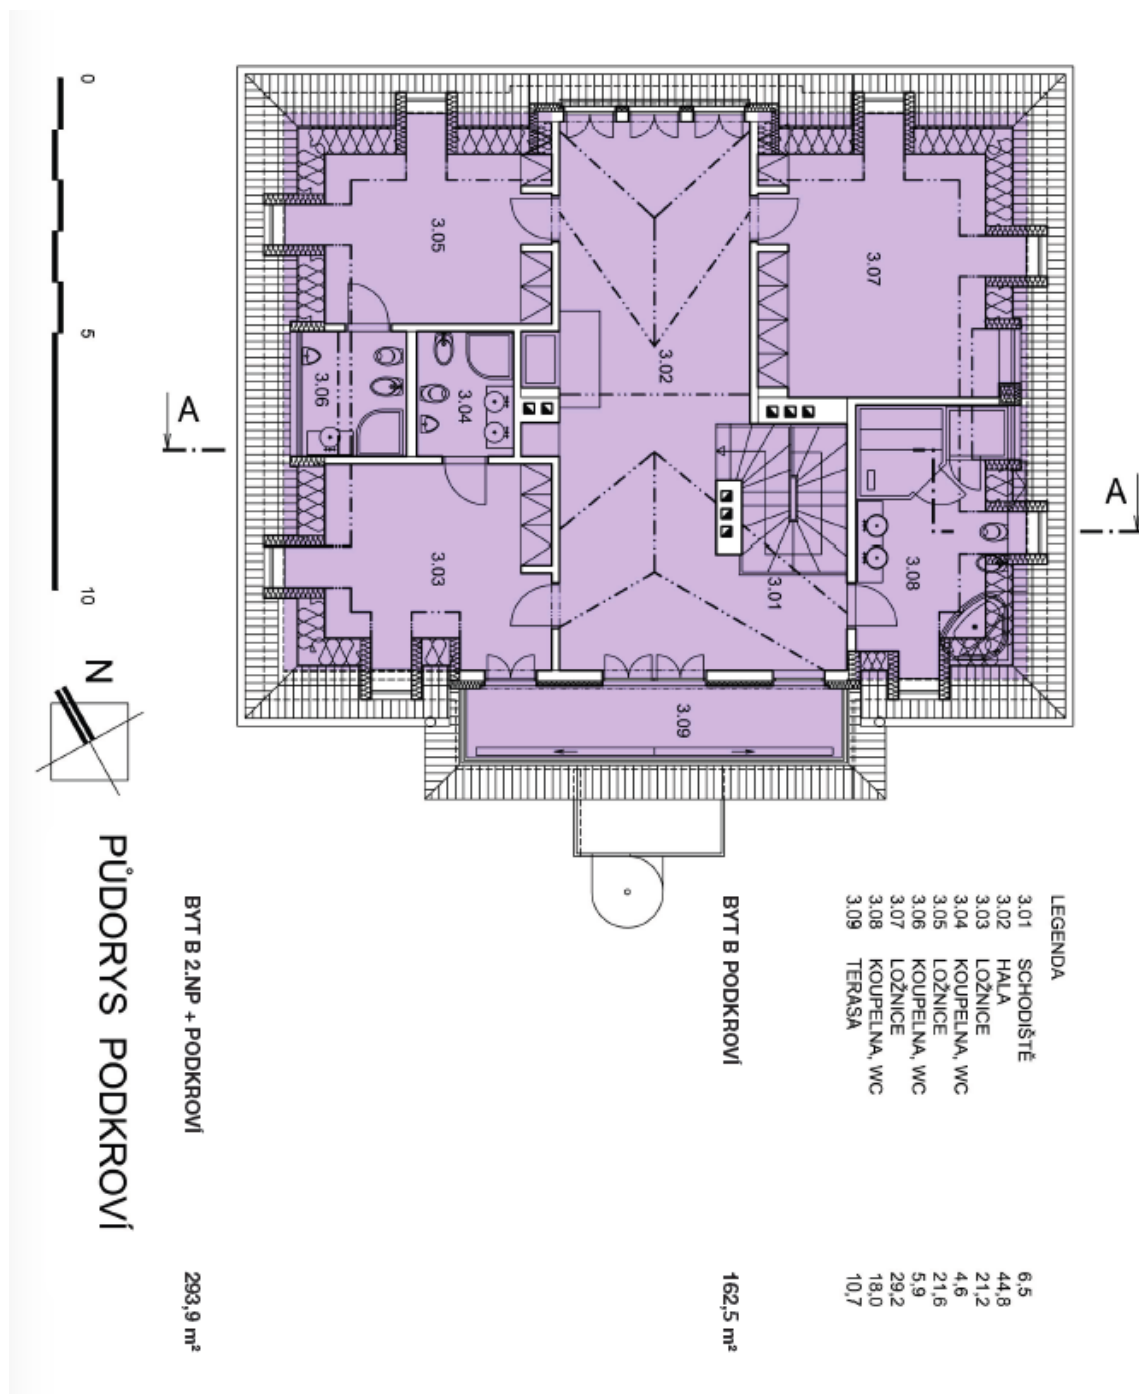 0
5
10
N
A
A
3.05
3.02
3.07
3.06
3.04
3.03
3.01
3.08
3.09
LEGENDA
3.01 SCHODIŠTĚ 6,5
3.02 HALA 44,8
3.03 LOŽNICE 21,2
3.04 KOUPELNA, WC 4,6
3.05 LOŽNICE 21,6
3.06 KOUPELNA, WC 5,9
3.07 LOŽNICE 29,2
3.08 KOUPELNA, WC 18,0
3.09 TERASA 10,7
BYT B PODKROVÍ 162,5 m²
BYT B 2.NP + PODKROVÍ 293,9 m²
PŮDORYS PODKROVÍ